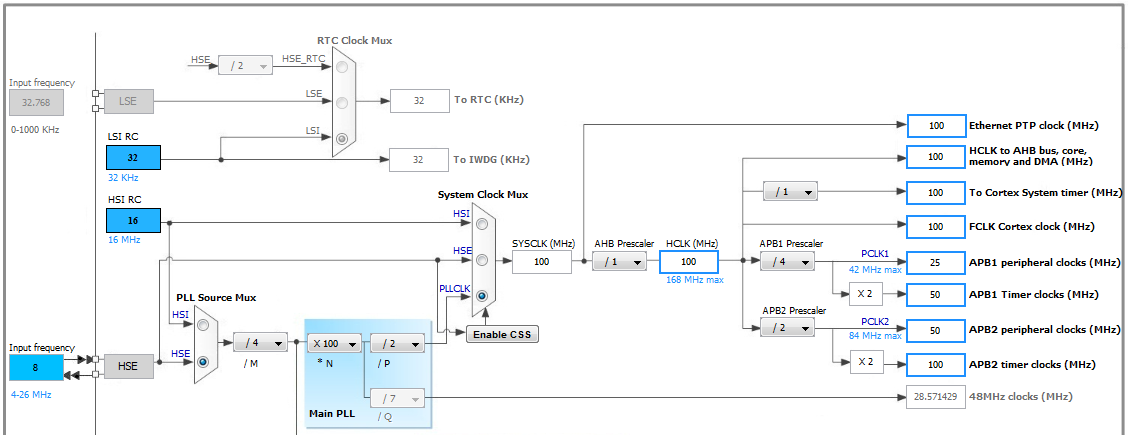 RTC Clock Mux
HSE
/ 2
HSE_RTC
Input frequency
32.768
0-1000 KHz
LSE
LSE
32
To RTC (KHz)
LSI RC
32
32 KHz
LSI
32
To IWDG (KHz)
HSI RC
16
16 MHz
System Clock Mux
HSI
HSE
PLLCLK
SYSCLK (MHz)
100
AHB Prescaler
/ 1
HCLK (MHz)
100
168 MHz max
100
Ethernet PTP clock (MHz)
100
HCLK to AHB bus, core,
memory and DMA (MHz)
/ 1
100
To Cortex System timer (MHz)
100
FCLK Cortex clock (MHz)
APB1 Prescaler
/ 4
PCLK1
42 MHz max
25
APB1 peripheral clocks (MHz)
X 2
50
APB1 Timer clocks (MHz)
APB2 Prescaler
/ 2
PCLK2
84 MHz max
50
APB2 peripheral clocks (MHz)
X 2
100
APB2 timer clocks (MHz)
PLL Source Mux
HSI
HSE
Input frequency
8
4-26 MHz
HSE
/ 4
/ M
X 100
* N
/ 2
/ P
Enable CSS
/ 7
/ Q
Main PLL
28.571429
48MHz clocks (MHz)